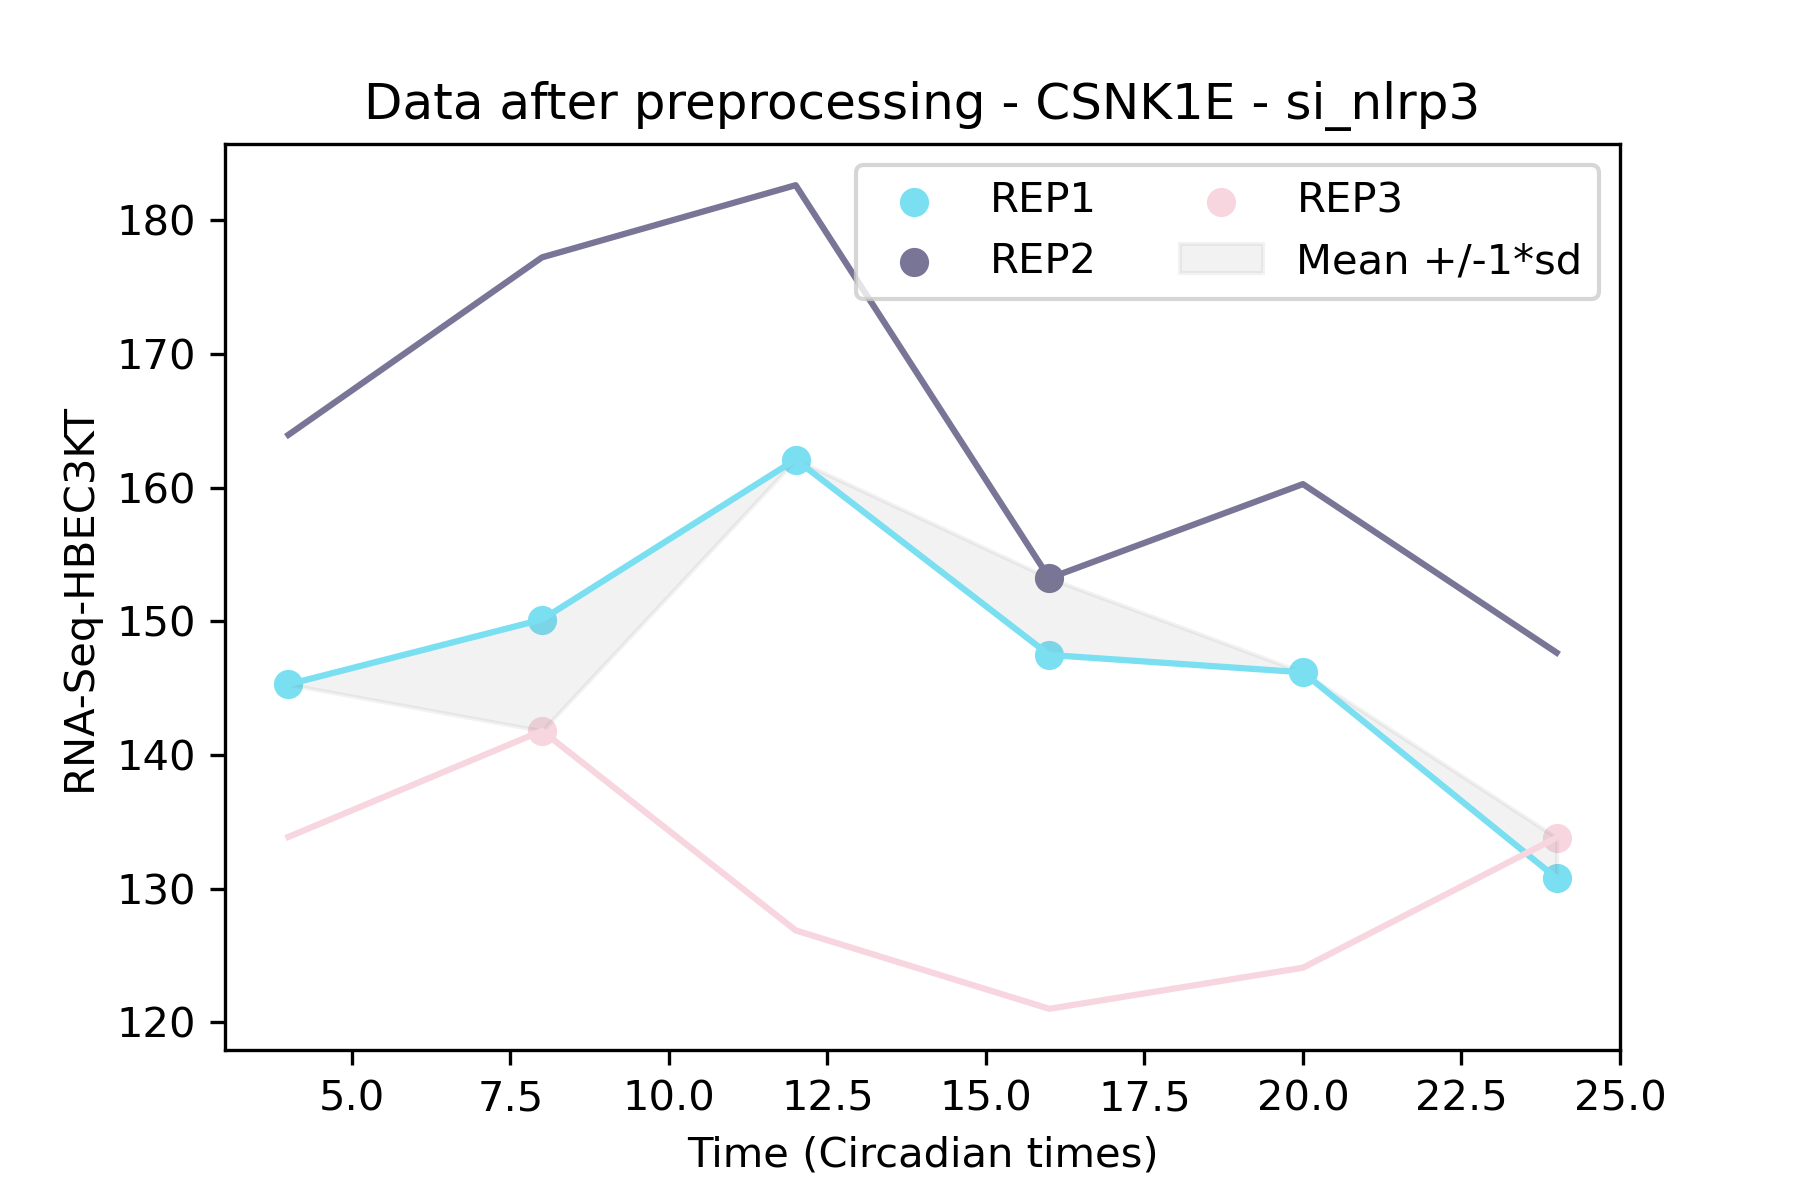 Data after preprocessing - CSNK1E - si_nlrp3
REP1
REP2
REP3
Mean +/-1*sd
RNA-Seq-HBEC3KT
180
170
160
150
140
130
120
5.0 7.5 10.0 12.5 15.0 17.5 20.0 22.5 25.0
Time (Circadian times)